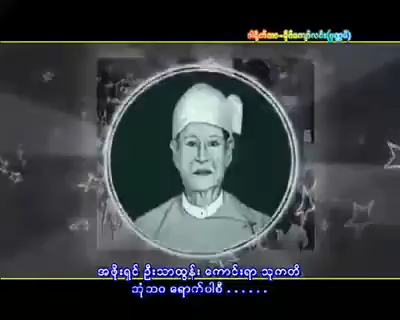 အဖိုးရှင် ဦးသာထွန်း ကောင်းရာ သုကတိ
ဘုံဘဝ ရောက်ပါစီ . . . . . .